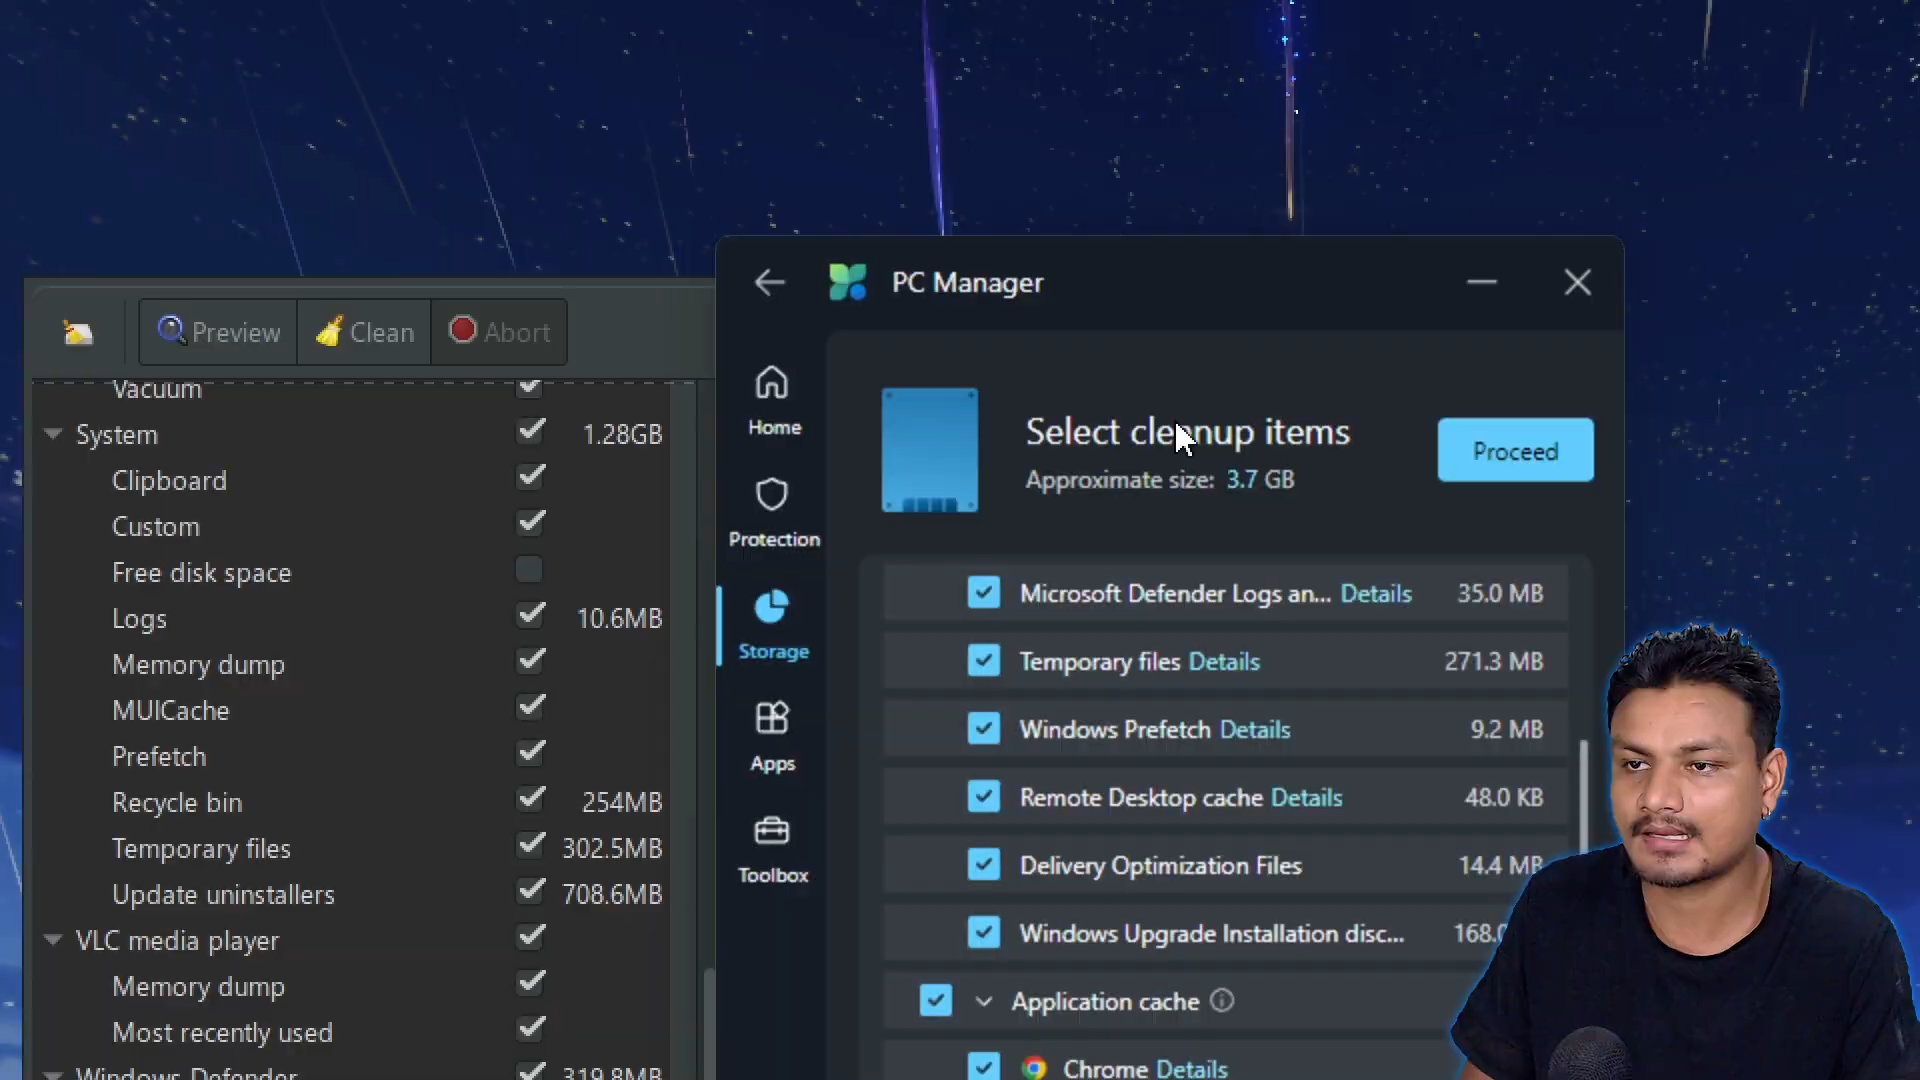 Preview
Clean
Abort
Vacuum
System 1.28GB
Clipboard
Custom
Free disk space
Logs 10.6MB
Memory dump
MUICache
Prefetch
Recycle bin 254MB
Temporary files 302.5MB
Update uninstallers 708.6MB
VLC media player
Memory dump
Most recently used
Windows Defender 319.8MB
PC Manager
Home
Protection
Storage
Apps
Toolbox
Select cleanup items
Approximate size: 3.7 GB
Proceed
Microsoft Defender Logs an... Details 35.0 MB
Temporary files Details 271.3 MB
Windows Prefetch Details 9.2 MB
Remote Desktop cache Details 48.0 KB
Delivery Optimization Files 14.4 MB
Windows Upgrade Installation disc... 168.0
Application cache
Chrome Details